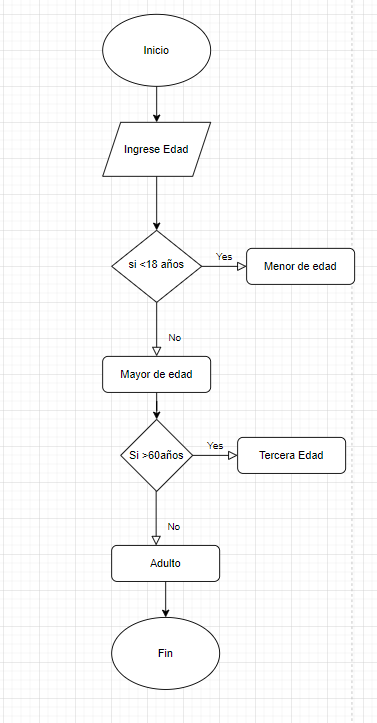 Inicio
Ingrese Edad
si <18 años
Yes
Menor de edad
No
Mayor de edad
Si >60años
Yes
Tercera Edad
No
Adulto
Fin